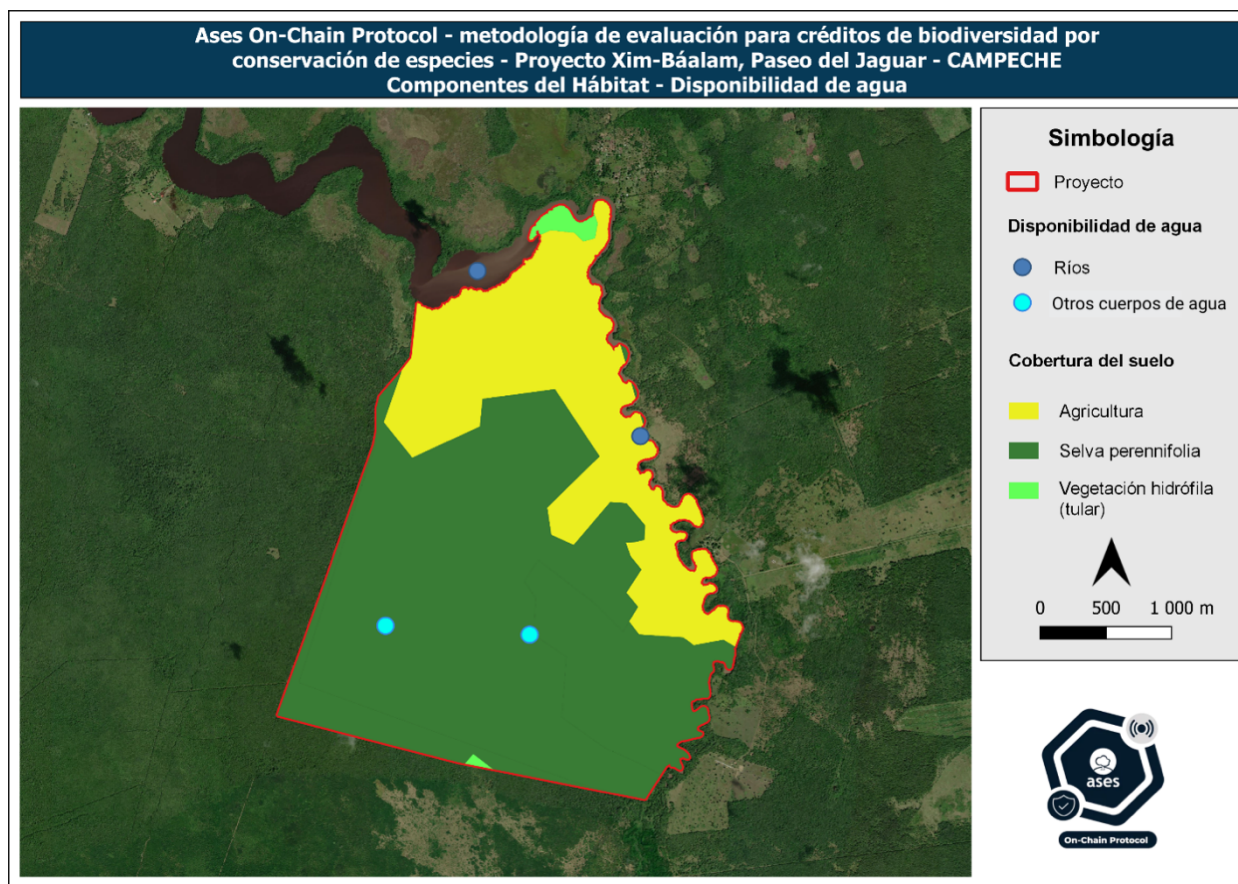 Ases On-Chain Protocol - metodología de evaluación para créditos de biodiversidad por
conservación de especies - Proyecto Xim-Báalam, Paseo del Jaguar - CAMPECHE
Componentes del Hábitat - Disponibilidad de agua
Simbología
Proyecto
Disponibilidad de agua
Ríos
Otros cuerpos de agua
Cobertura del suelo
Agricultura
Selva perennifolia
Vegetación hidrófila
(tular)
0 500 1 000 m
ases
On-Chain Protocol